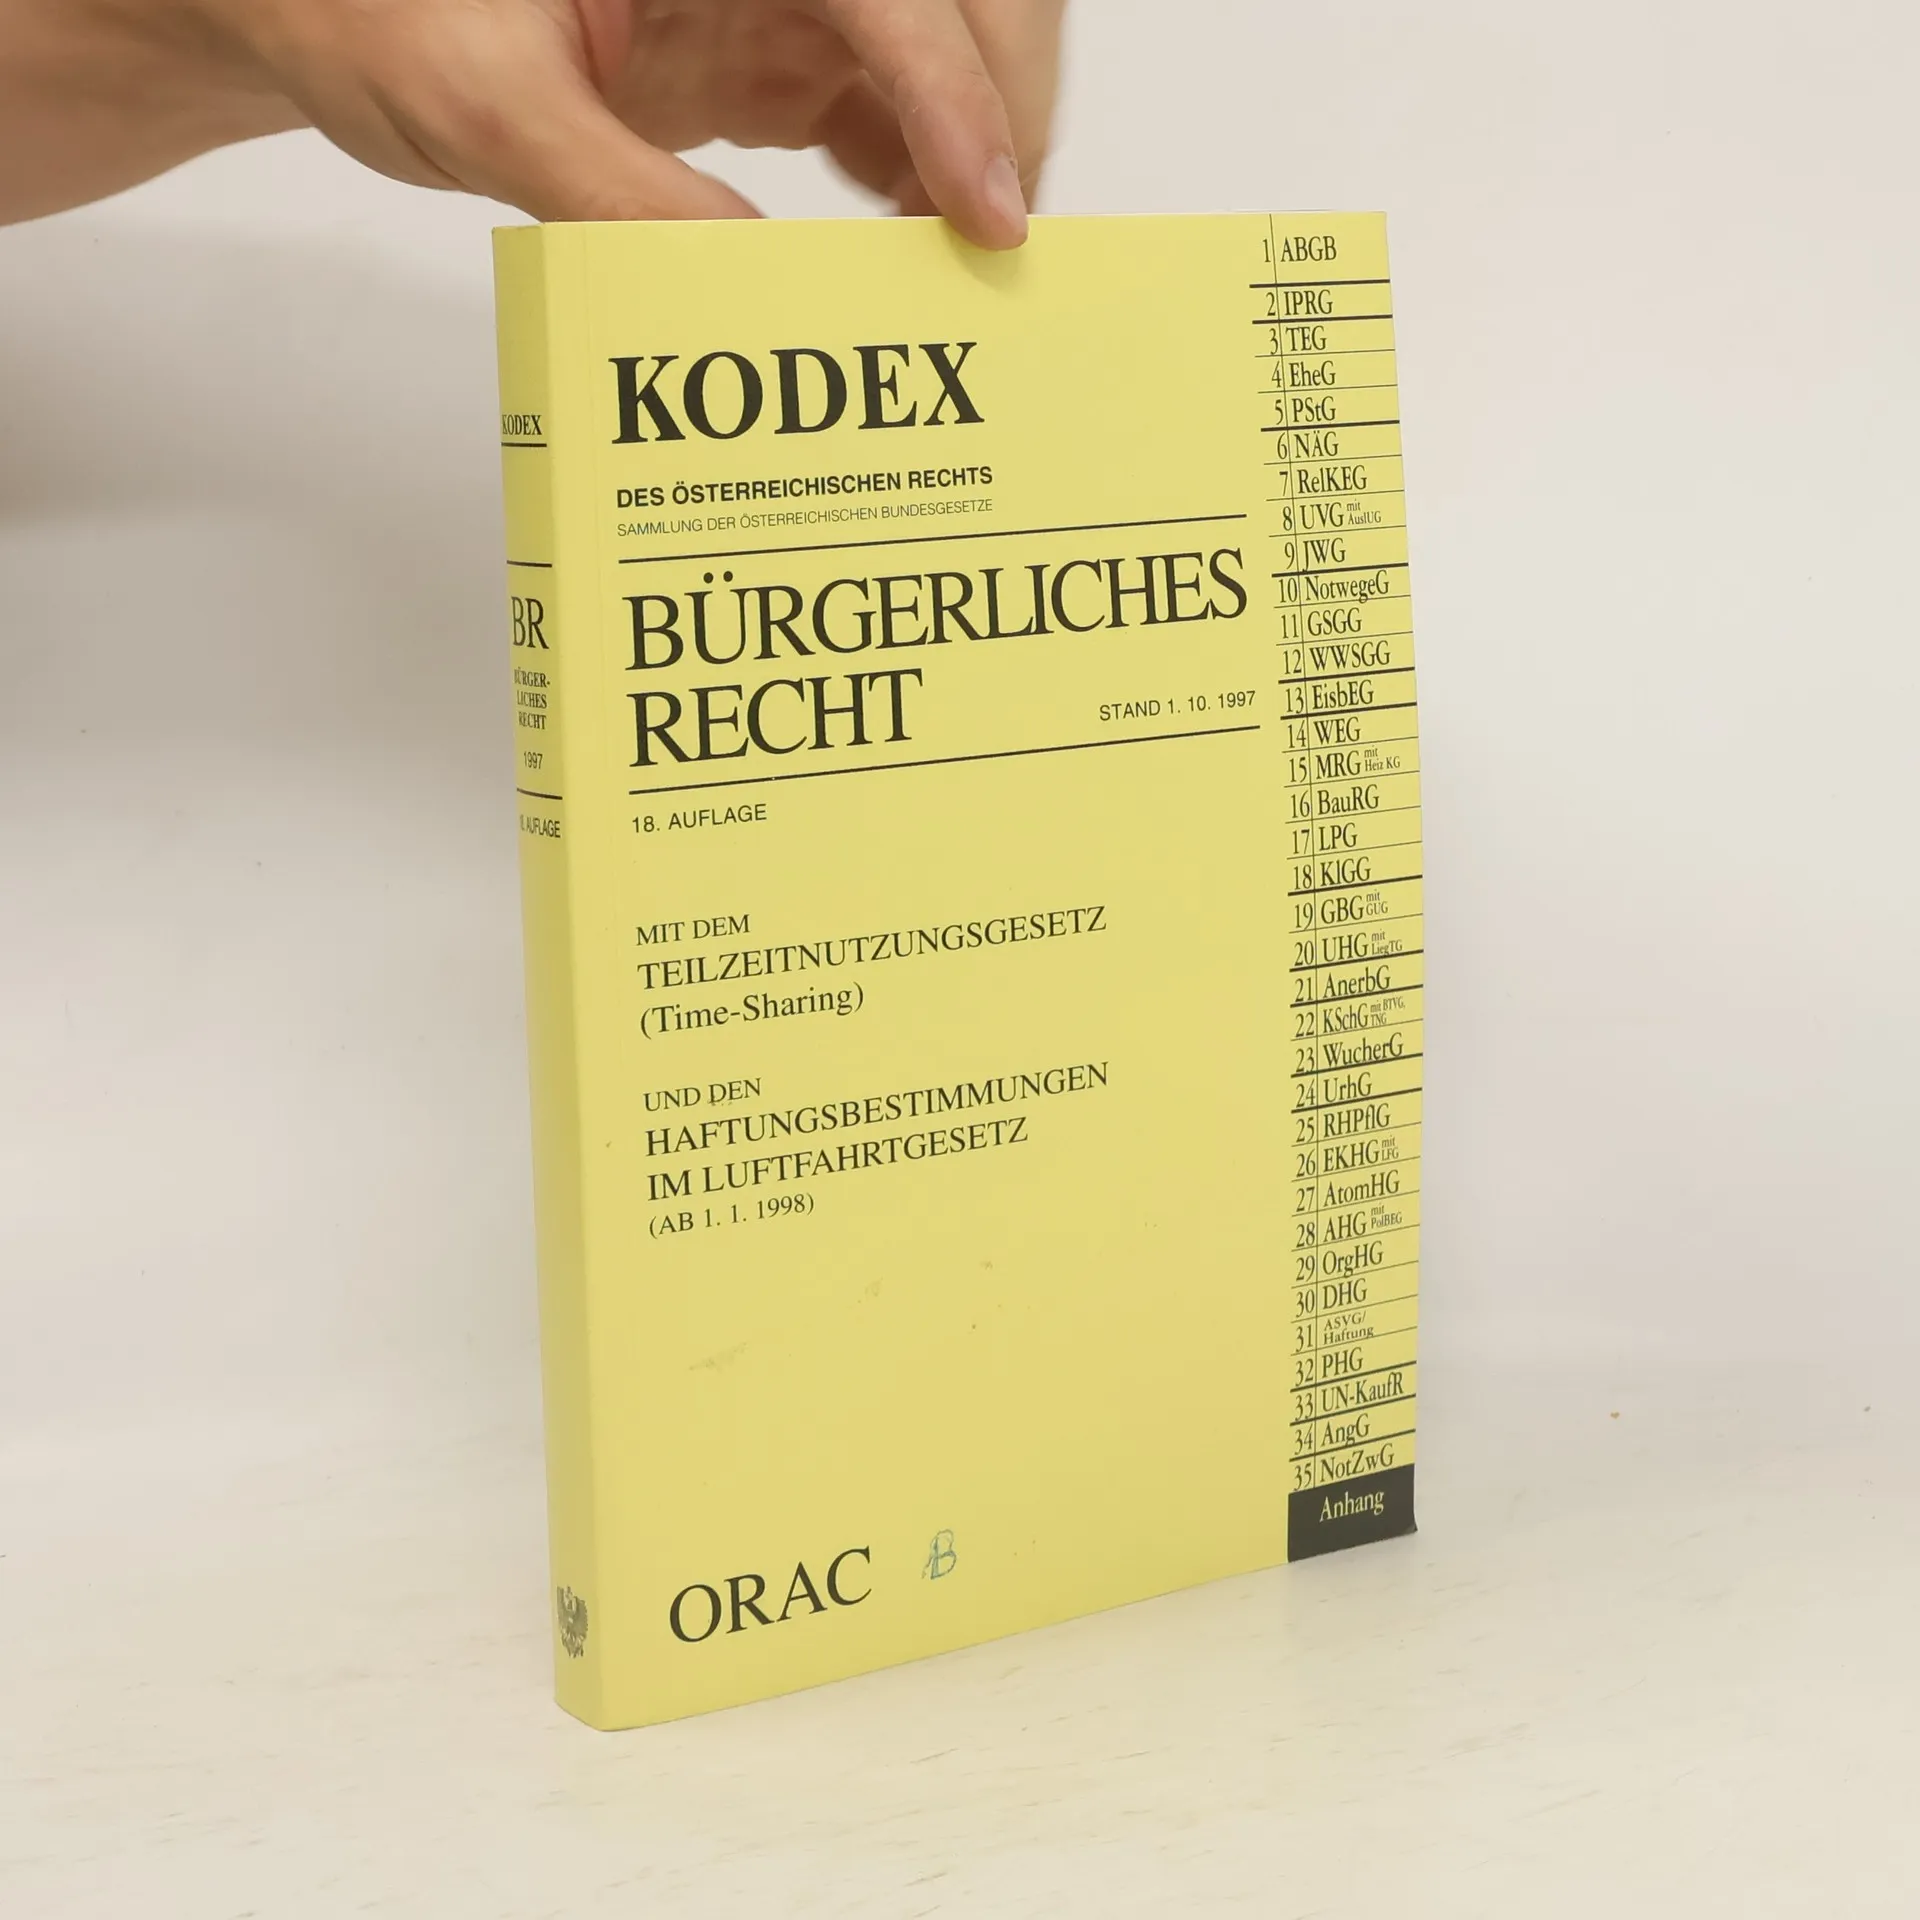 KODEX
BR
BÜRGER-
LICHES
RECHT
1997
AUFLAGE
KODEX
DES ÖSTERREICHISCHEN RECHTS
SAMMLUNG DER ÖSTERREICHISCHEN BUNDESGESETZE
BÜRGERLICHES
RECHT
STAND 1. 10. 1997
18. AUFLAGE
MIT DEM
TEILZEITNUTZUNGSGESETZ
(Time-Sharing)
UND DEN
HAFTUNGSBESTIMMUNGEN
IM LUFTFAHRTGESETZ
(AB 1. 1. 1998)
ORAC
1 ABGB
2 IPRG
3 TEG
4 EheG
5 PStG
6 NÄG
7 RelKEG
8 UVG mit AuslUG
9 JWG
10 NotwegeG
11 GSGG
12 WWSGG
13 EisbEG
14 WEG
15 MRG mit Heiz KG
16 BauRG
17 LPG
18 KlGG
19 GBG mit GUG
20 UHG mit LiegTG
21 AnerbG
22 KSchG mit BTVG, TNG
23 WucherG
24 UrhG
25 RHPflG
26 EKHG mit LFG
27 AtomHG
28 AHG mit PolBEG
29 OrgHG
30 DHG
31 ASVG/ Haftung
32 PHG
33 UN-KaufR
34 AngG
35 NotZwG
Anhang